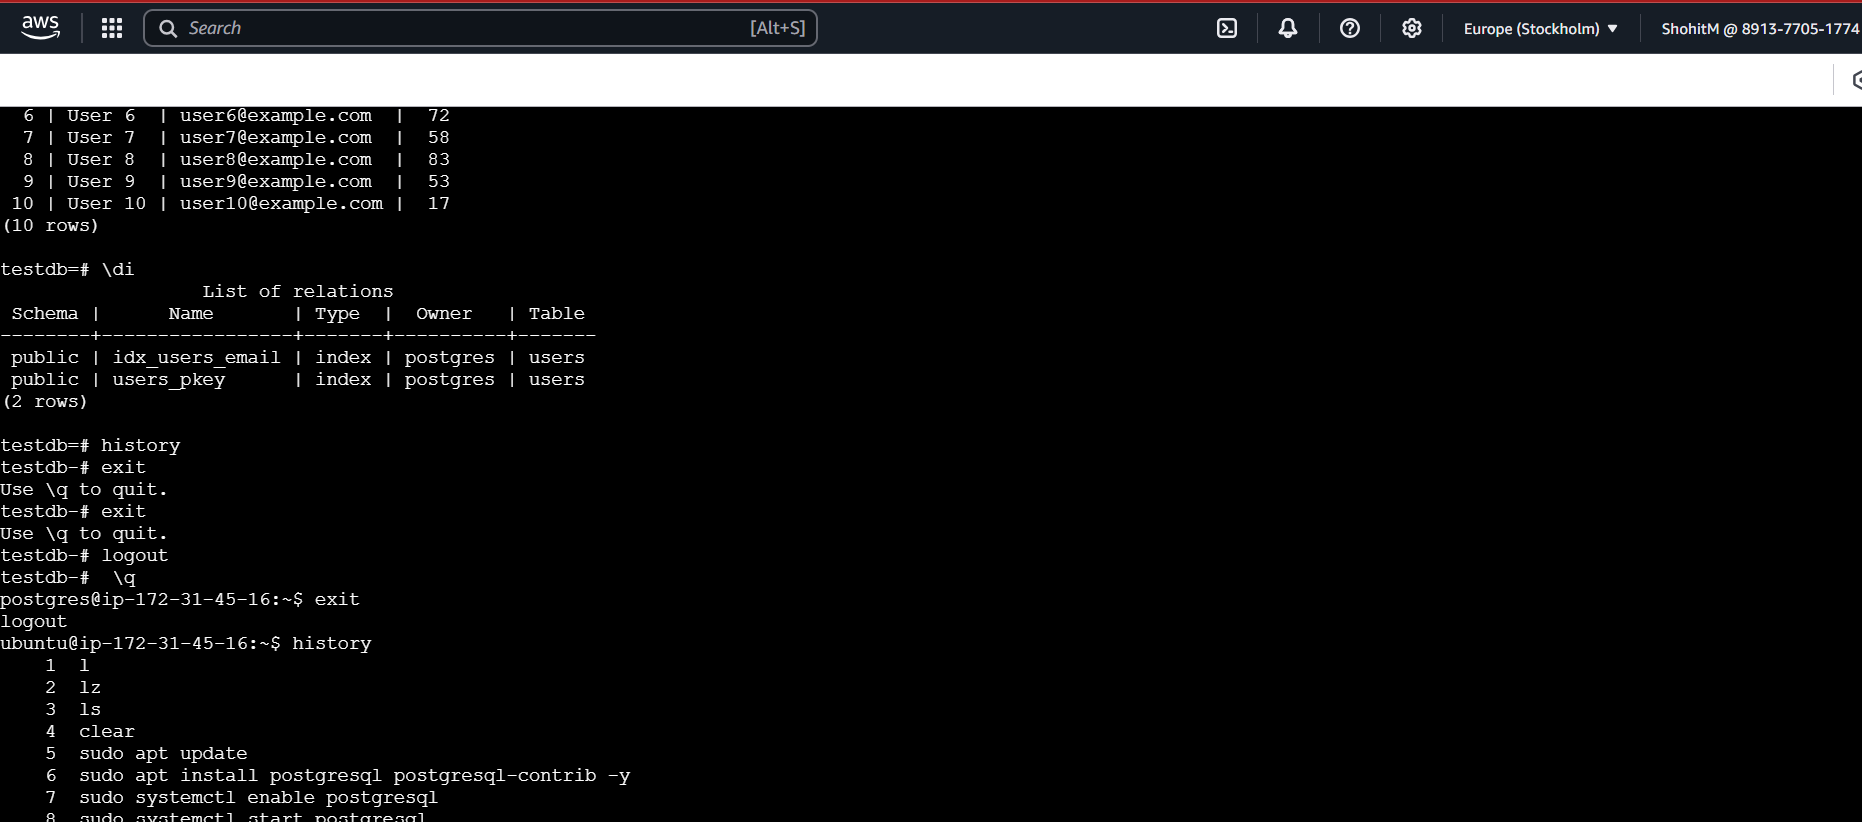 aws
Search [Alt+S]
Europe (Stockholm) ▼
ShohitM @ 8913-7705-1774
  6 | User 6  | user6@example.com  |  72
  7 | User 7  | user7@example.com  |  58
  8 | User 8  | user8@example.com  |  83
  9 | User 9  | user9@example.com  |  53
 10 | User 10 | user10@example.com |  17
(10 rows)
testdb=# \di
                  List of relations
 Schema |      Name       | Type  |  Owner   | Table
--------+-----------------+-------+----------+-------
 public | idx_users_email | index | postgres | users
 public | users_pkey      | index | postgres | users
(2 rows)
testdb=# history
testdb-# exit
Use \q to quit.
testdb-# exit
Use \q to quit.
testdb-# logout
testdb-#  \q
postgres@ip-172-31-45-16:~$ exit
logout
ubuntu@ip-172-31-45-16:~$ history
    1  l
    2  lz
    3  ls
    4  clear
    5  sudo apt update
    6  sudo apt install postgresql postgresql-contrib -y
    7  sudo systemctl enable postgresql
    8  sudo systemctl start postgresql